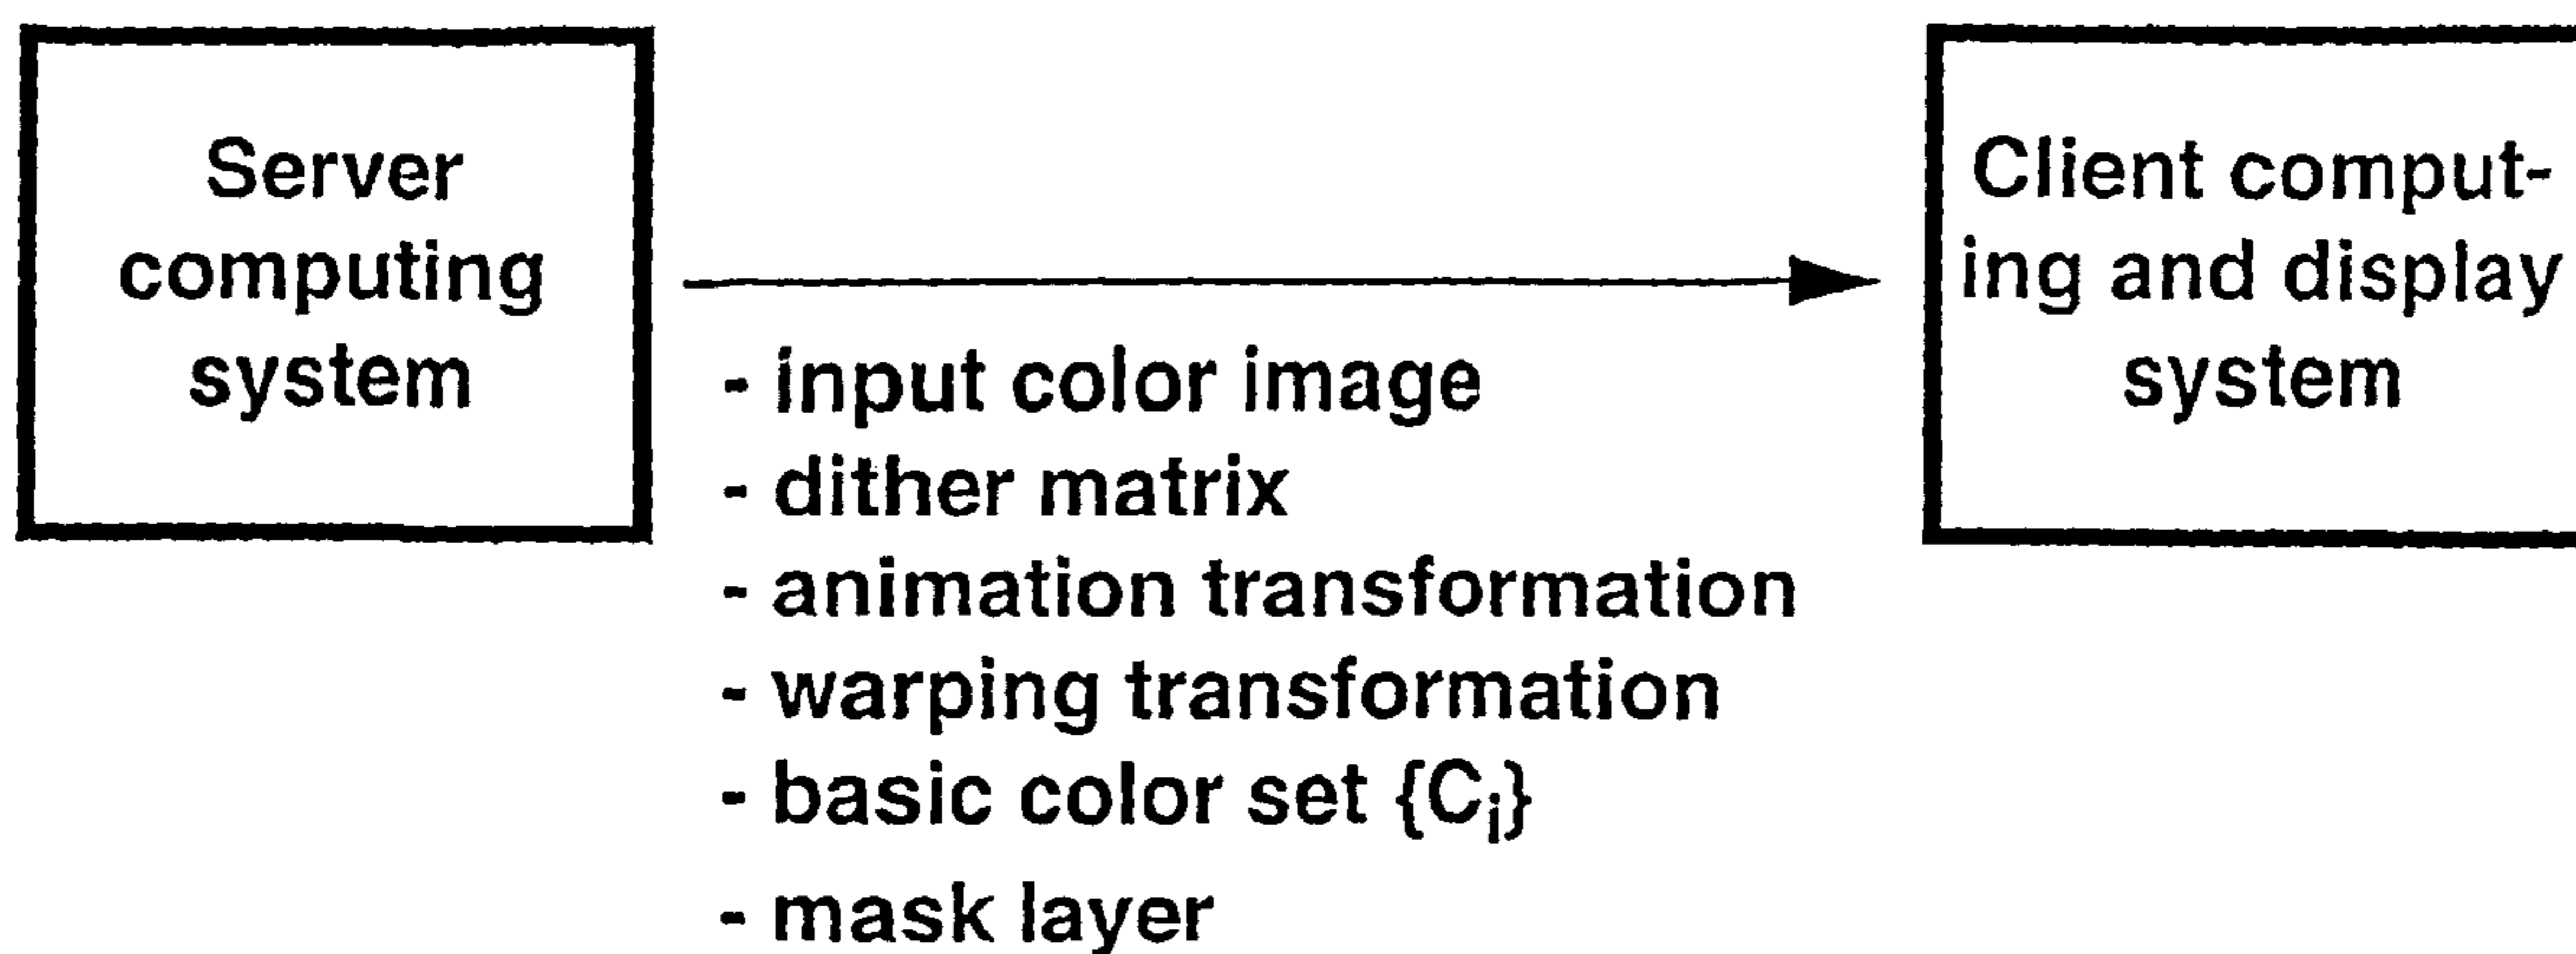 Server
computing
system
Client comput-
ing and display
system
- input color image
- dither matrix
- animation transformation
- warping transformation
- basic color set {Ci}
- mask layer